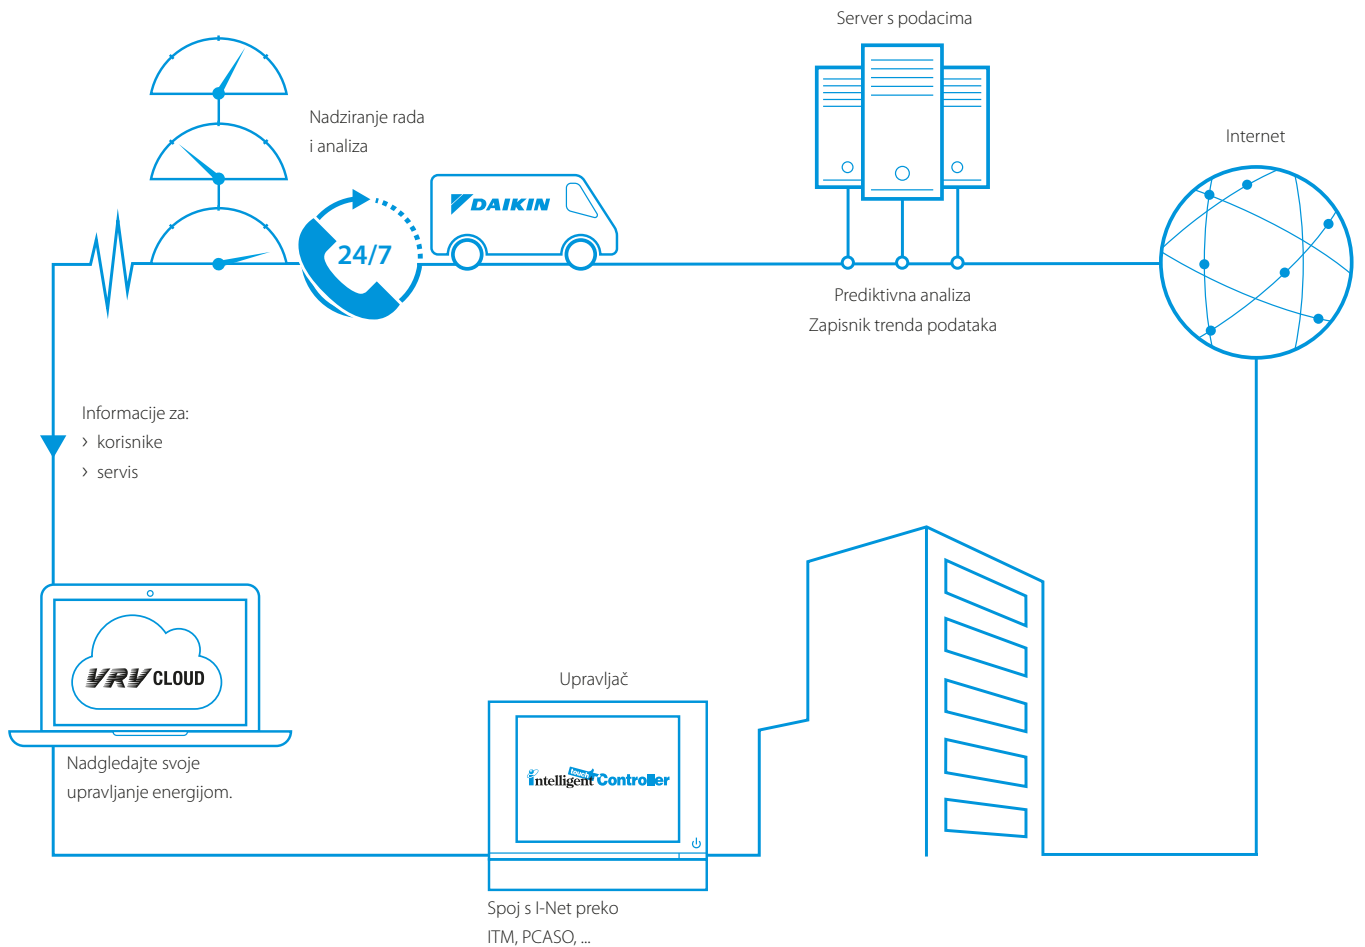 Server s podacima
Nadziranje rada
i analiza
Internet
DAIKIN
24/7
Prediktivna analiza
Zapisnik trenda podataka
Informacije za:
› korisnike
› servis
VRV CLOUD
Upravljač
Nadgledajte svoje
upravljanje energijom.
intelligent touch Controller
Spoj s I-Net preko
ITM, PCASO, ...